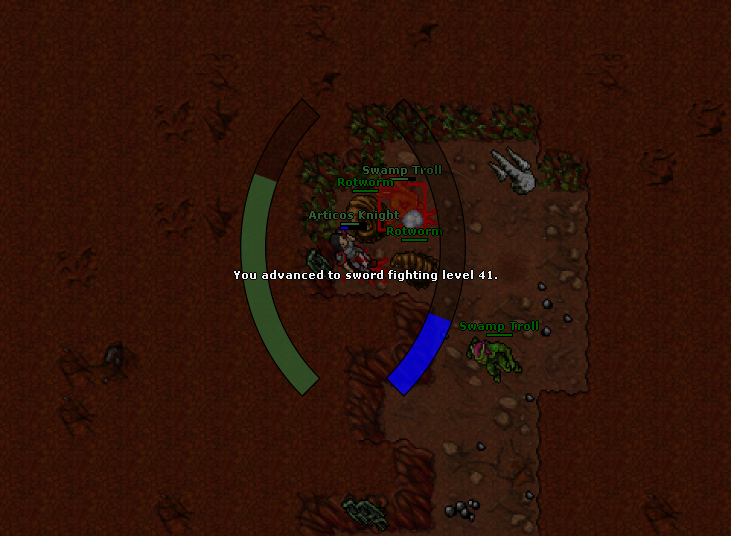 Swamp Troll
Rotworm
Articos Knight
Rotworm
You advanced to sword fighting level 41.
Swamp Troll